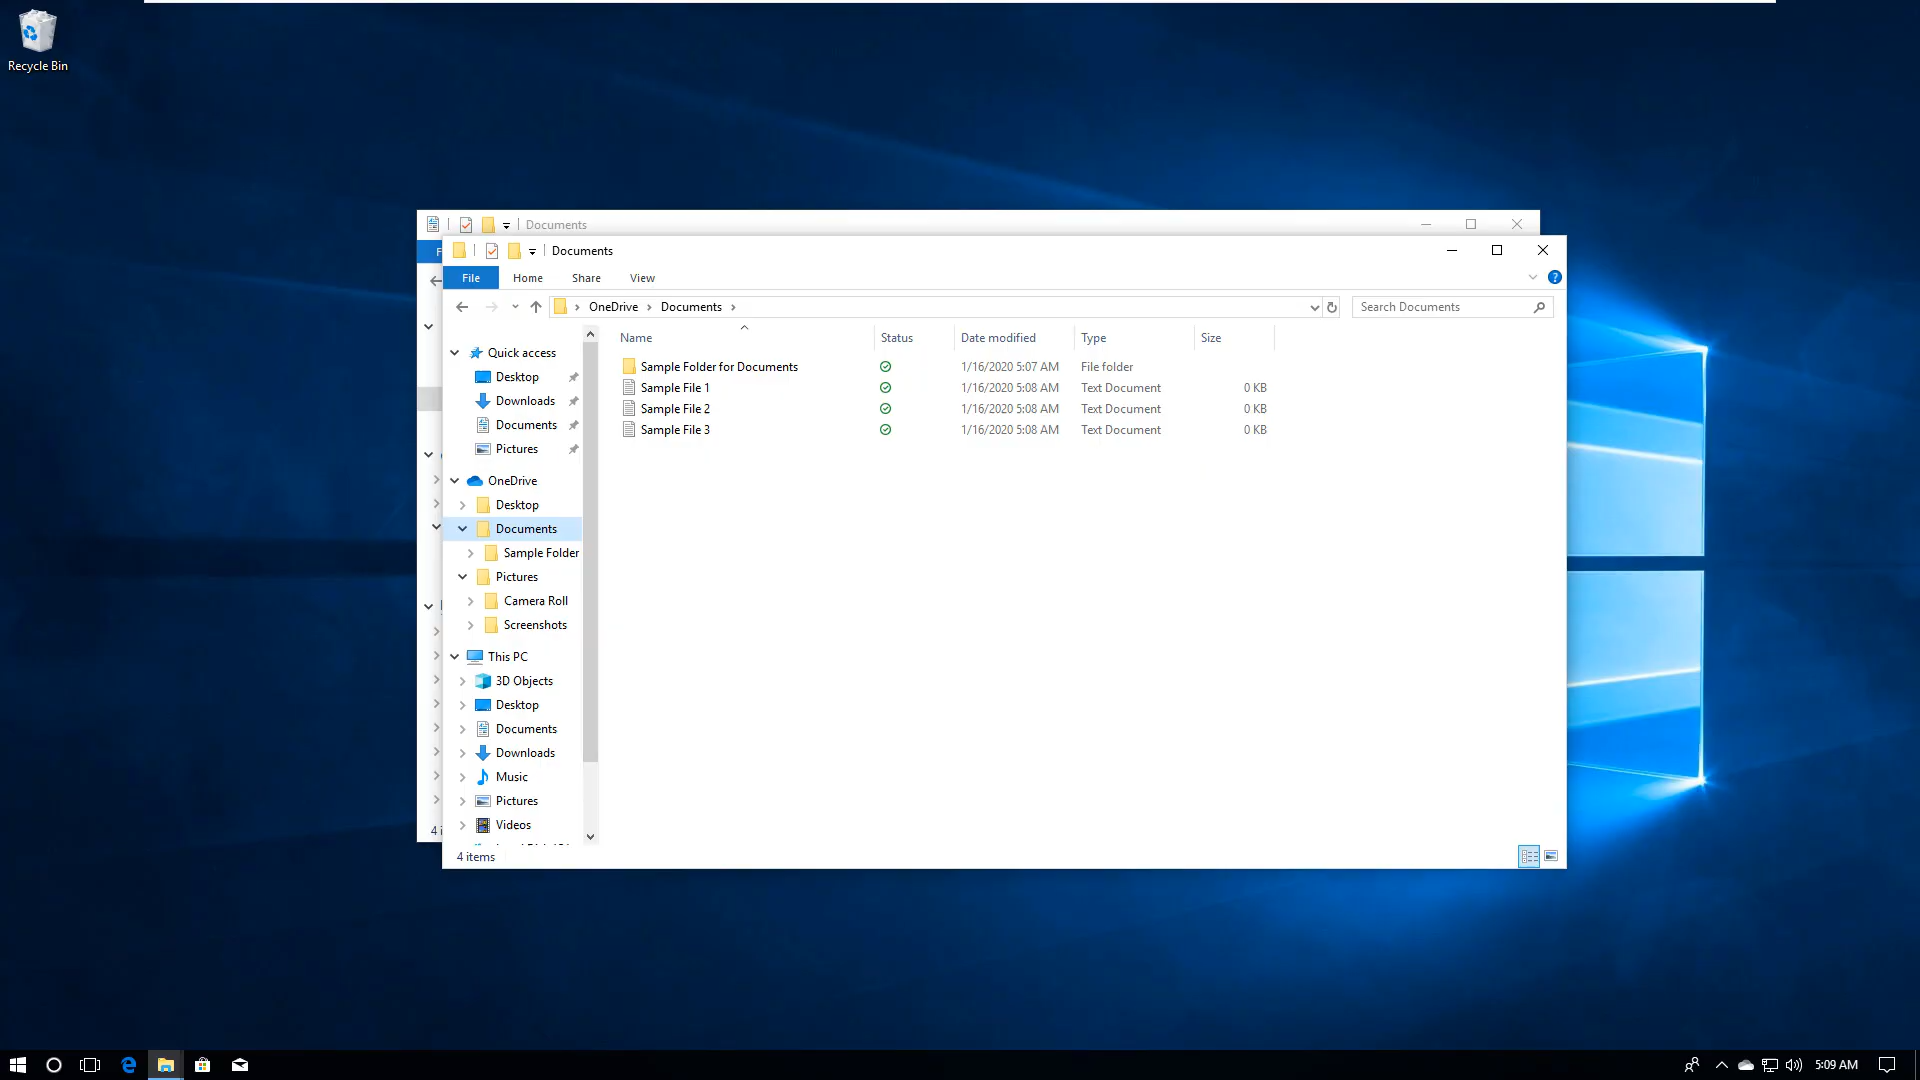 Recycle Bin
Documents
Documents
File Home Share View
OneDrive Documents
Search Documents
Name Status Date modified Type Size
Sample Folder for Documents 1/16/2020 5:07 AM File folder
Sample File 1 1/16/2020 5:08 AM Text Document 0 KB
Sample File 2 1/16/2020 5:08 AM Text Document 0 KB
Sample File 3 1/16/2020 5:08 AM Text Document 0 KB
Quick access
Desktop
Downloads
Documents
Pictures
OneDrive
Desktop
Documents
Sample Folder
Pictures
Camera Roll
Screenshots
This PC
3D Objects
Desktop
Documents
Downloads
Music
Pictures
Videos
4 items
4
5:09 AM